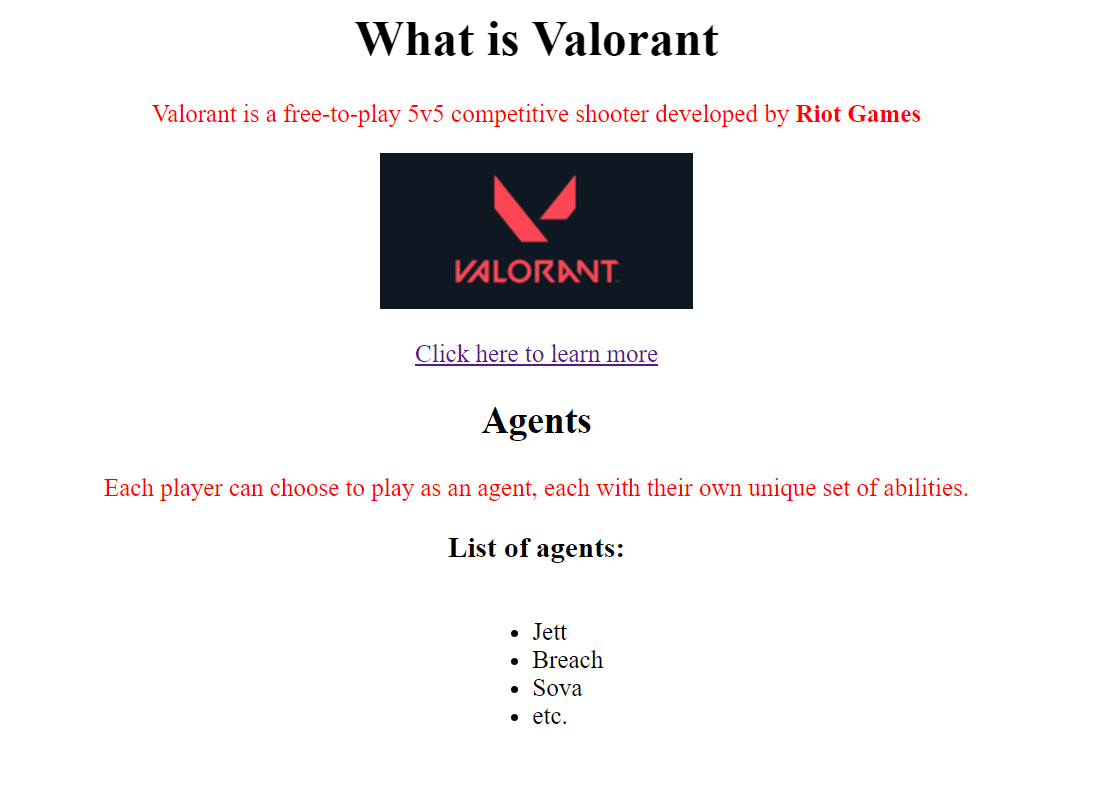 What is Valorant
Valorant is a free-to-play 5v5 competitive shooter developed by Riot Games
VALORANT
Click here to learn more
Agents
Each player can choose to play as an agent, each with their own unique set of abilities.
List of agents:
• Jett
• Breach
• Sova
• etc.